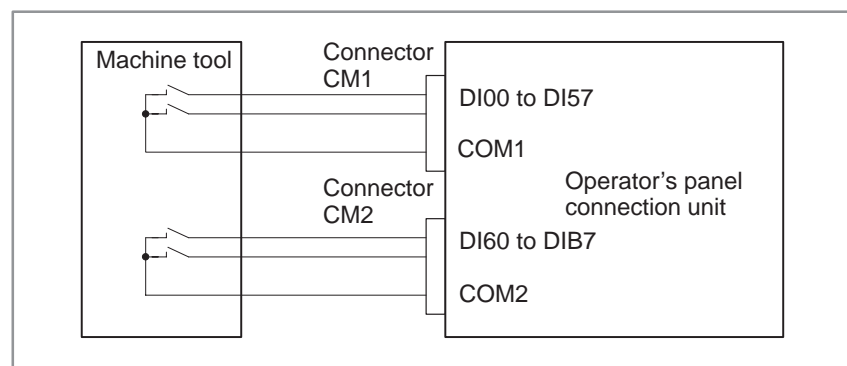 Machine tool
Connector
CM1
DI00 to DI57
COM1
Operator’s panel
connection unit
Connector
CM2
DI60 to DIB7
COM2